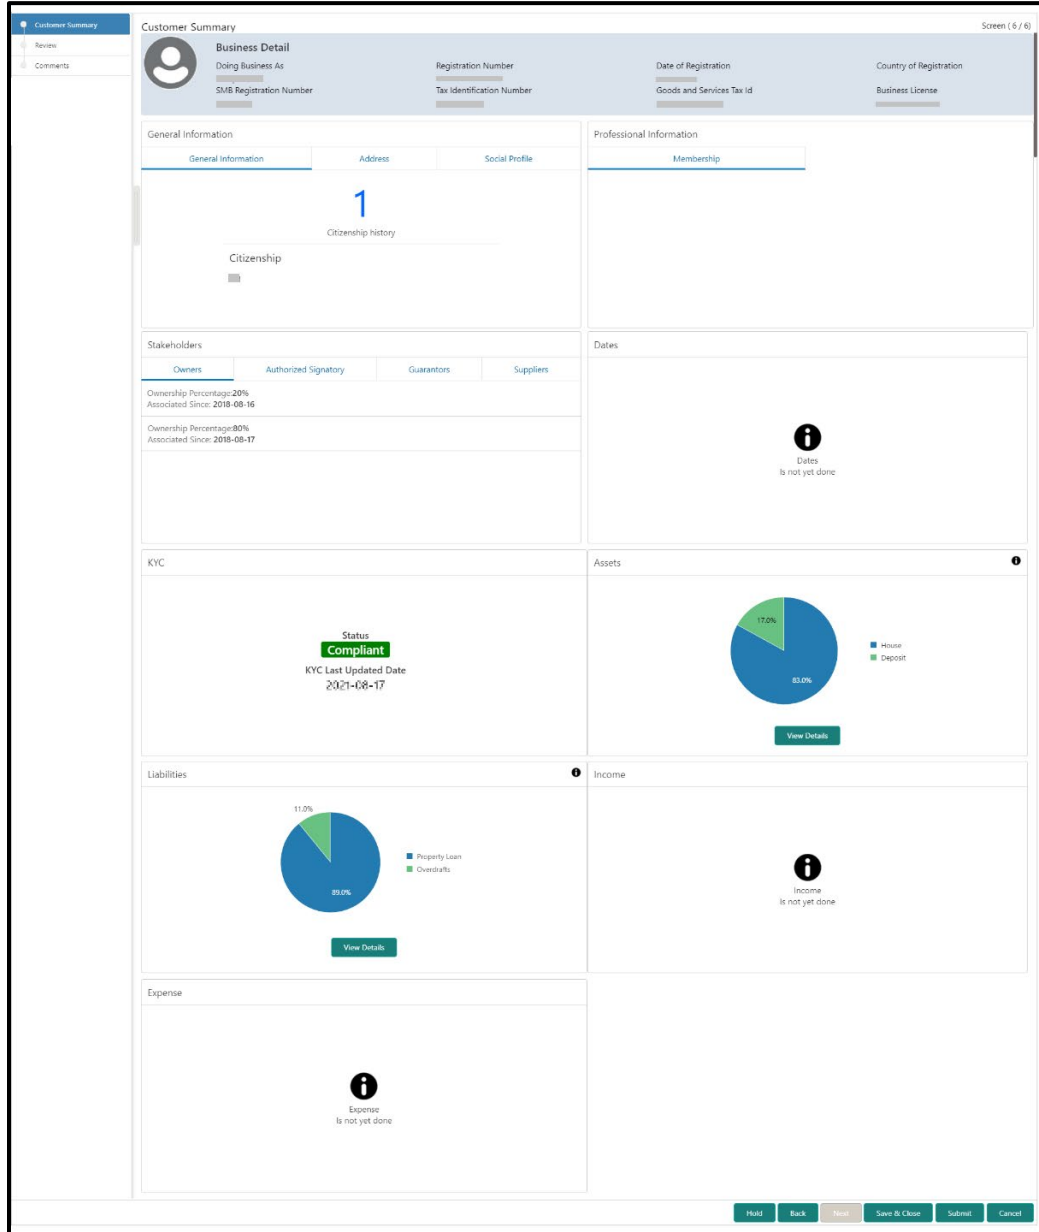 Customer Summary
Review
Comments
Customer Summary
Screen ( 6 / 6)
Business Detail
Doing Business As Registration Number Date of Registration Country of Registration
SMB Registration Number Tax Identification Number Goods and Services Tax Id Business License
General Information
General Information Address Social Profile
1
Citizenship history
Citizenship
Professional Information
Membership
Stakeholders
Owners Authorized Signatory Guarantors Suppliers
Ownership Percentage:20%
Associated Since: 2018-08-16
Ownership Percentage:80%
Associated Since: 2018-08-17
Dates
Dates
Is not yet done
KYC
Status
Compliant
KYC Last Updated Date
2021-08-17
Assets
17.0%
83.0%
House
Deposit
View Details
Liabilities
11.0%
89.0%
Property Loan
Overdrafts
View Details
Income
Income
Is not yet done
Expense
Expense
Is not yet done
Hold Back Next Save & Close Submit Cancel